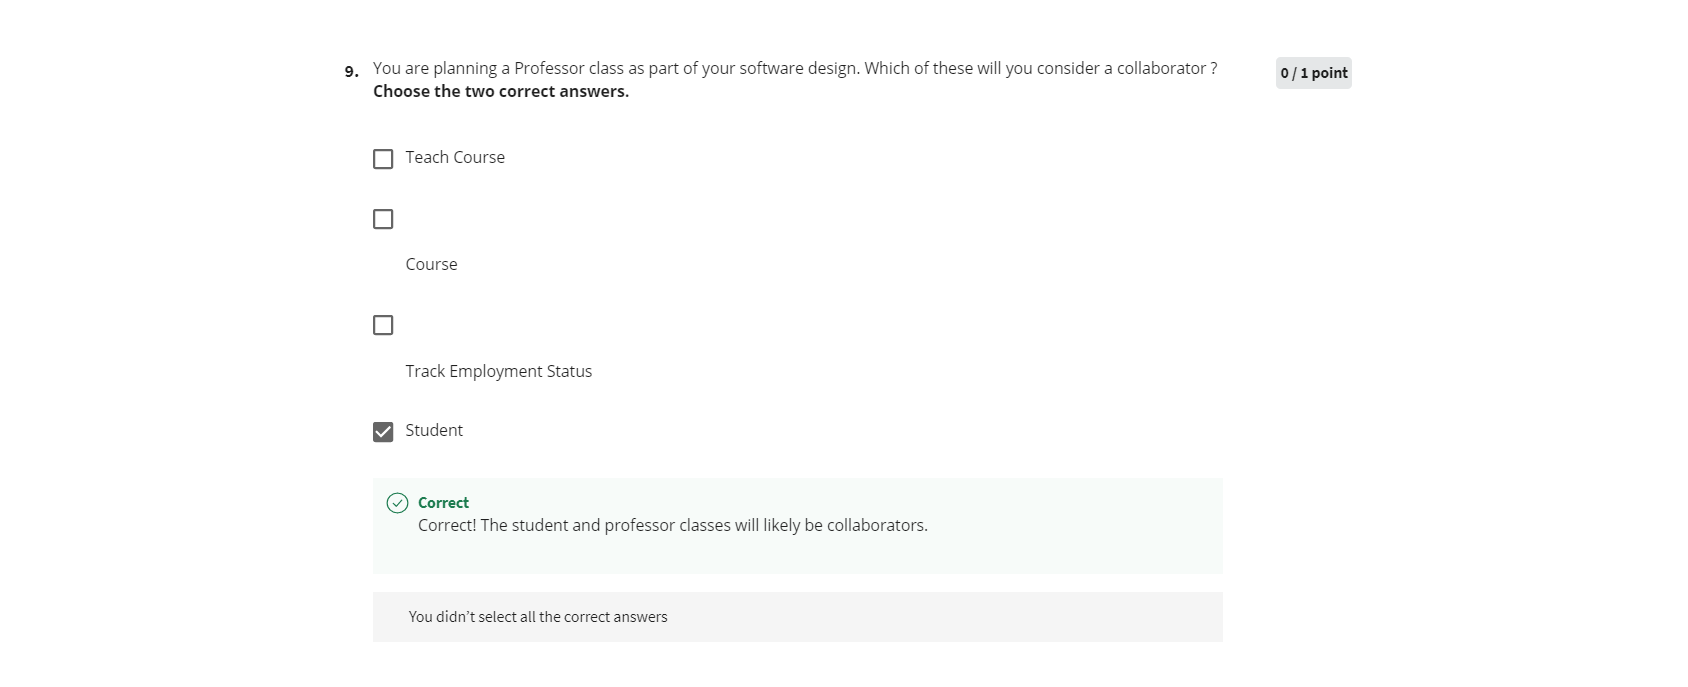 9. You are planning a Professor class as part of your software design. Which of these will you consider a collaborator ?
Choose the two correct answers.
0 / 1 point
Teach Course
Course
Track Employment Status
Student
Correct
Correct! The student and professor classes will likely be collaborators.
You didn't select all the correct answers